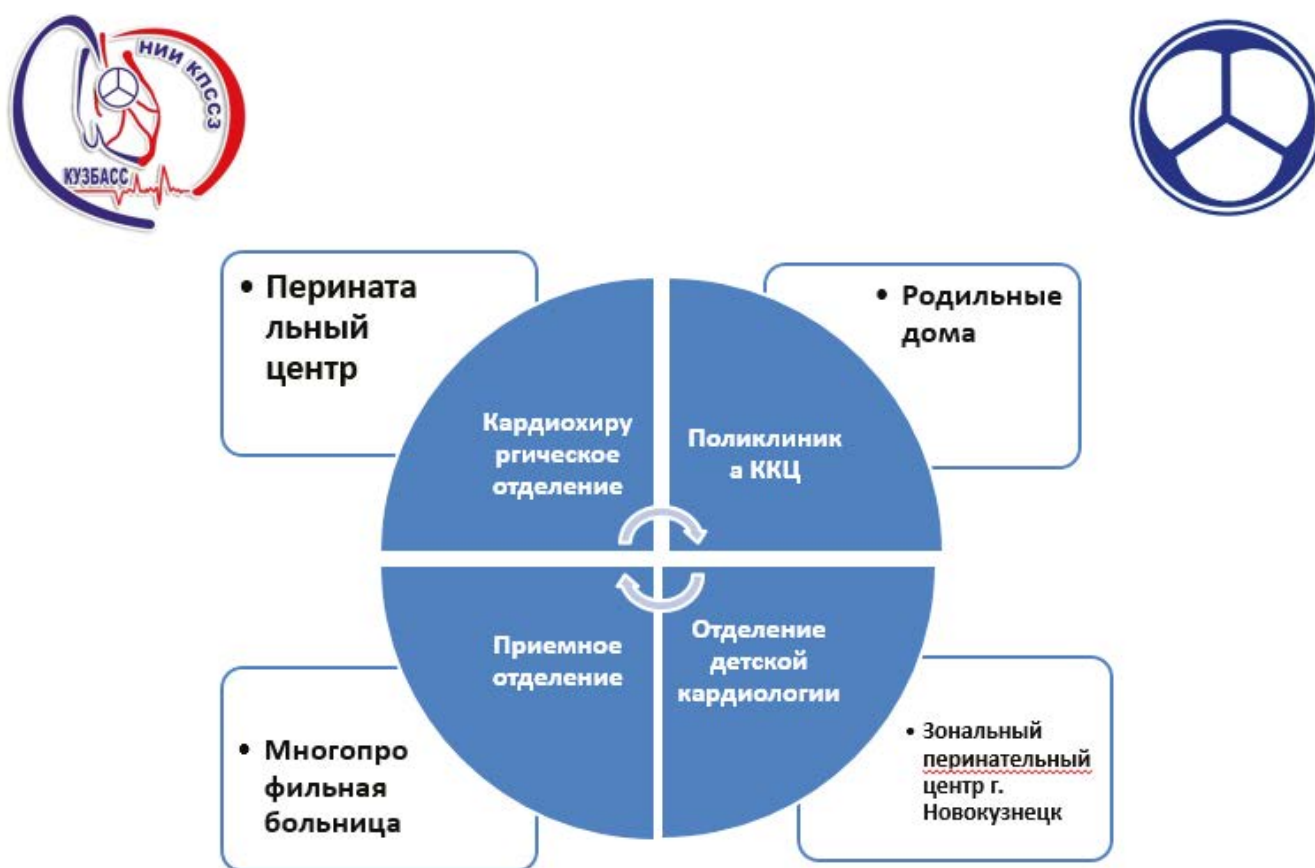 НИИ КПССЗ
КУЗБАСС
• Перината
льный
центр
• Родильные
дома
Кардиохиру
ргическое
отделение
Поликлиник
а ККЦ
Приемное
отделение
Отделение
детской
кардиологии
• Многопро
фильная
больница
• Зональный
перинательный
центр г.
Новокузнецк